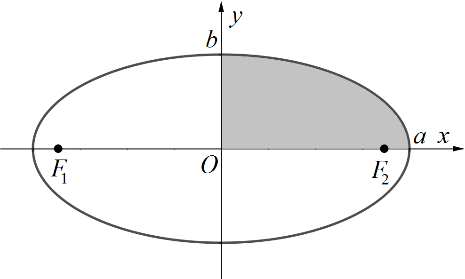 b y
a x
F₁ O F₂